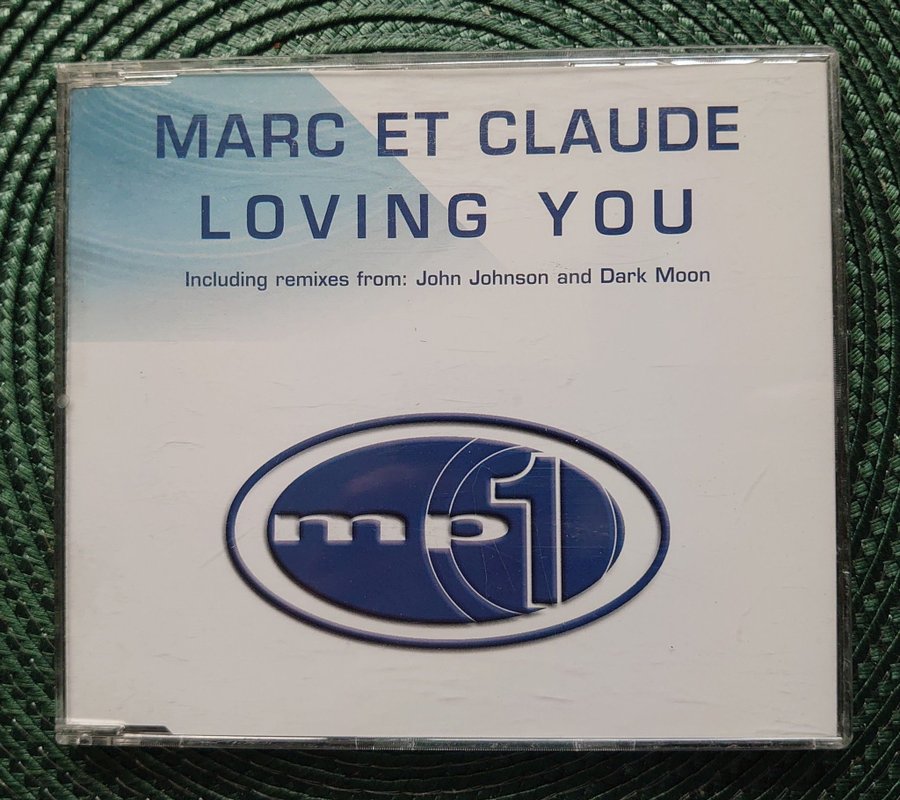 MARC ET CLAUDE
LOVING YOU
Including remixes from: John Johnson and Dark Moon
mp1